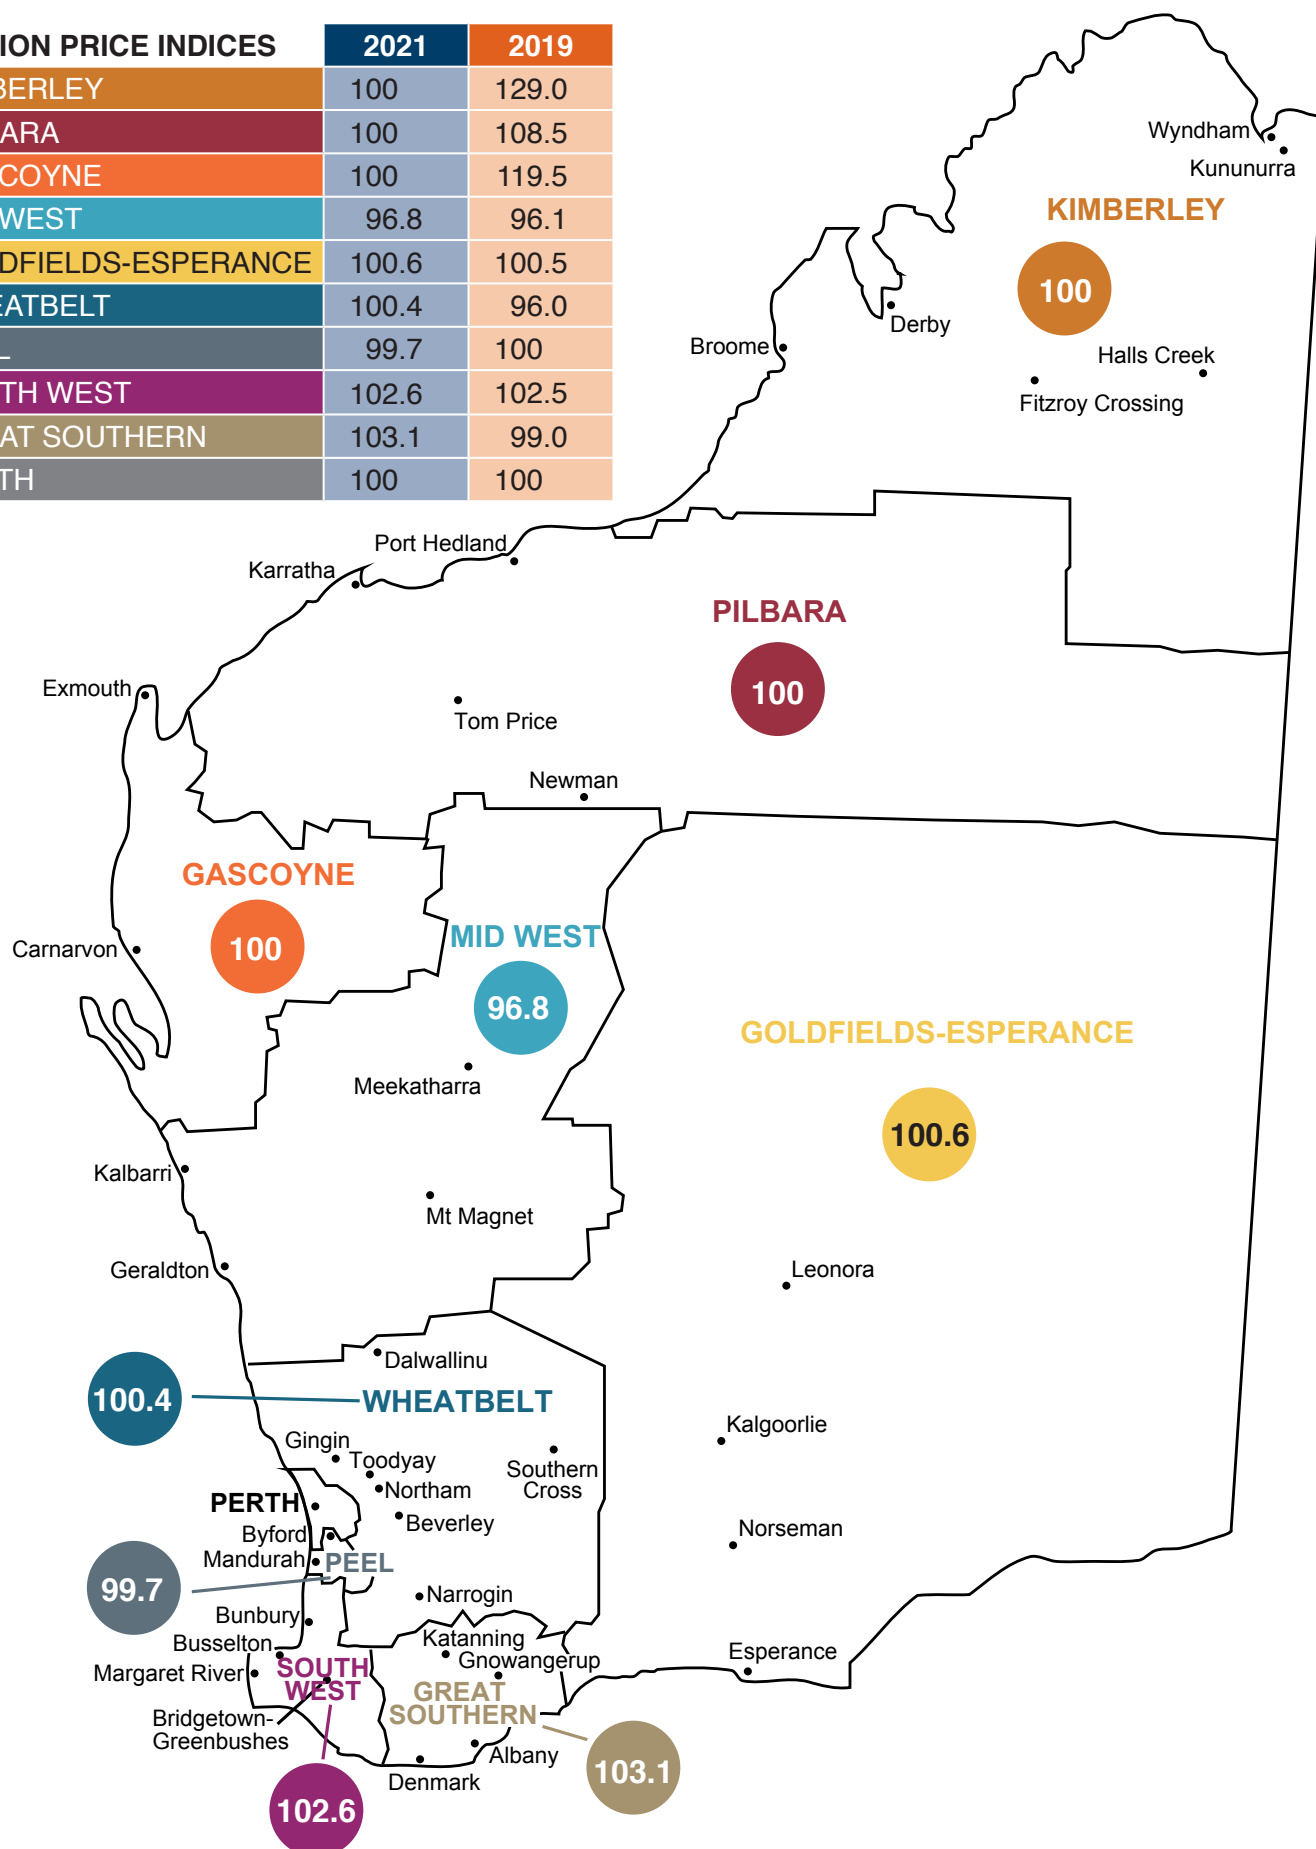 ION PRICE INDICES 2021 2019
BERLEY 100 129.0
ARA 100 108.5
COYNE 100 119.5
WEST 96.8 96.1
DFIELDS-ESPERANCE 100.6 100.5
EATBELT 100.4 96.0
L 99.7 100
TH WEST 102.6 102.5
AT SOUTHERN 103.1 99.0
TH 100 100
Wyndham
Kununurra
KIMBERLEY
100
Derby
Broome
Halls Creek
Fitzroy Crossing
Port Hedland
Karratha
PILBARA
100
Exmouth
Tom Price
Newman
GASCOYNE
100
MID WEST
96.8
Carnarvon
GOLDFIELDS-ESPERANCE
100.6
Meekatharra
Kalbarri
Mt Magnet
Geraldton
Leonora
Dalwallinu
100.4
WHEATBELT
Kalgoorlie
Gingin
Toodyay
Southern
Cross
Northam
PERTH
Beverley
Byford
Norseman
Mandurah
PEEL
99.7
Narrogin
Bunbury
Busselton
Katanning
Gnowangerup
Esperance
Margaret River
SOUTH
WEST
GREAT
SOUTHERN
Bridgetown-
Greenbushes
Albany
Denmark
103.1
102.6